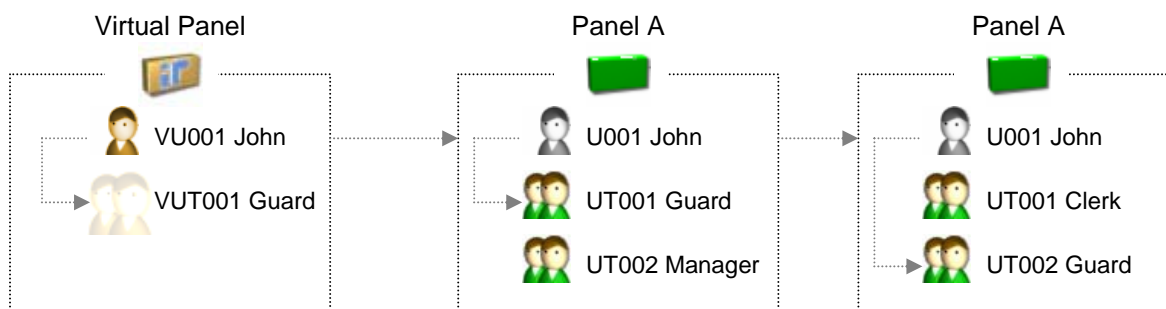 Virtual Panel
VU001 John
VUT001 Guard
Panel A
U001 John
UT001 Guard
UT002 Manager
Panel A
U001 John
UT001 Clerk
UT002 Guard